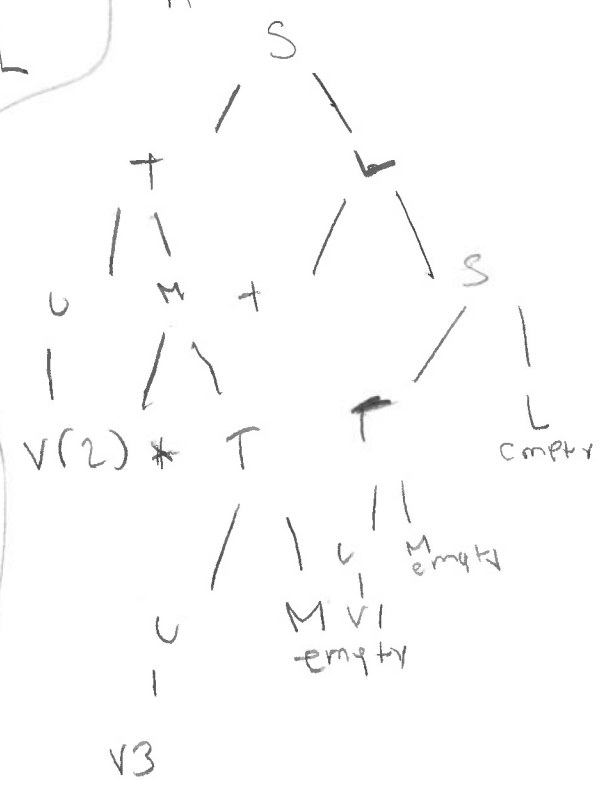 S
T L
U M + S
V(2) * T T L
empty
U M
empty
U M V1
empty
V3